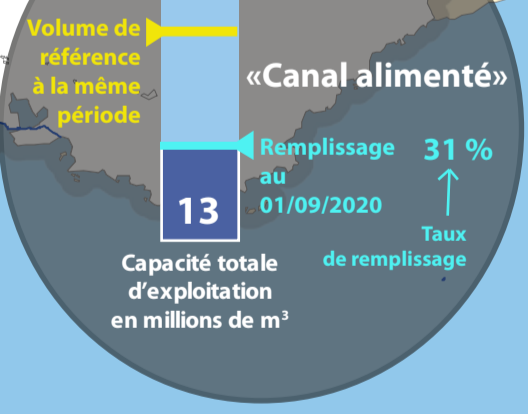 Volume de
référence
à la même
période
«Canal alimenté»
Remplissage
au
01/09/2020
31 %
Taux
de remplissage
13
Capacité totale
d’exploitation
en millions de m³